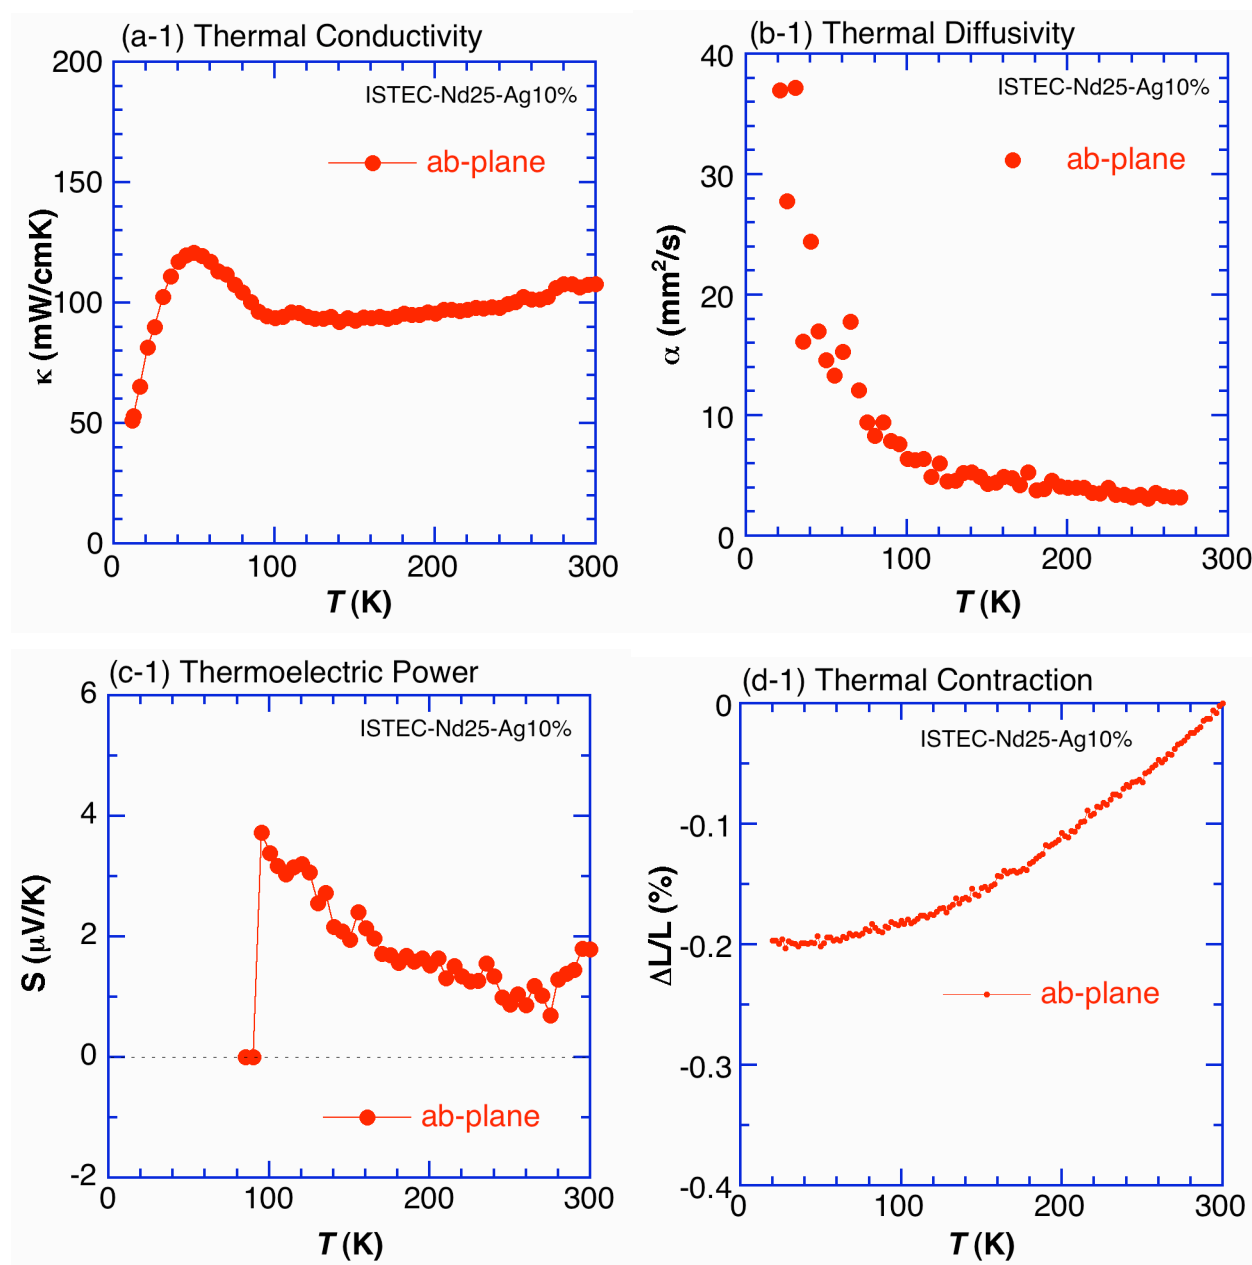 (a-1) Thermal Conductivity
200
150
100
50
0
κ (mW/cmK)
ISTEC-Nd25-Ag10%
ab-plane
0 100 200 300
T (K)
(b-1) Thermal Diffusivity
40
30
20
10
0
α (mm²/s)
ISTEC-Nd25-Ag10%
ab-plane
0 100 200 300
T (K)
(c-1) Thermoelectric Power
6
4
2
0
-2
S (μV/K)
ISTEC-Nd25-Ag10%
ab-plane
0 100 200 300
T (K)
(d-1) Thermal Contraction
0
-0.1
-0.2
-0.3
-0.4
ΔL/L (%)
ISTEC-Nd25-Ag10%
ab-plane
0 100 200 300
T (K)